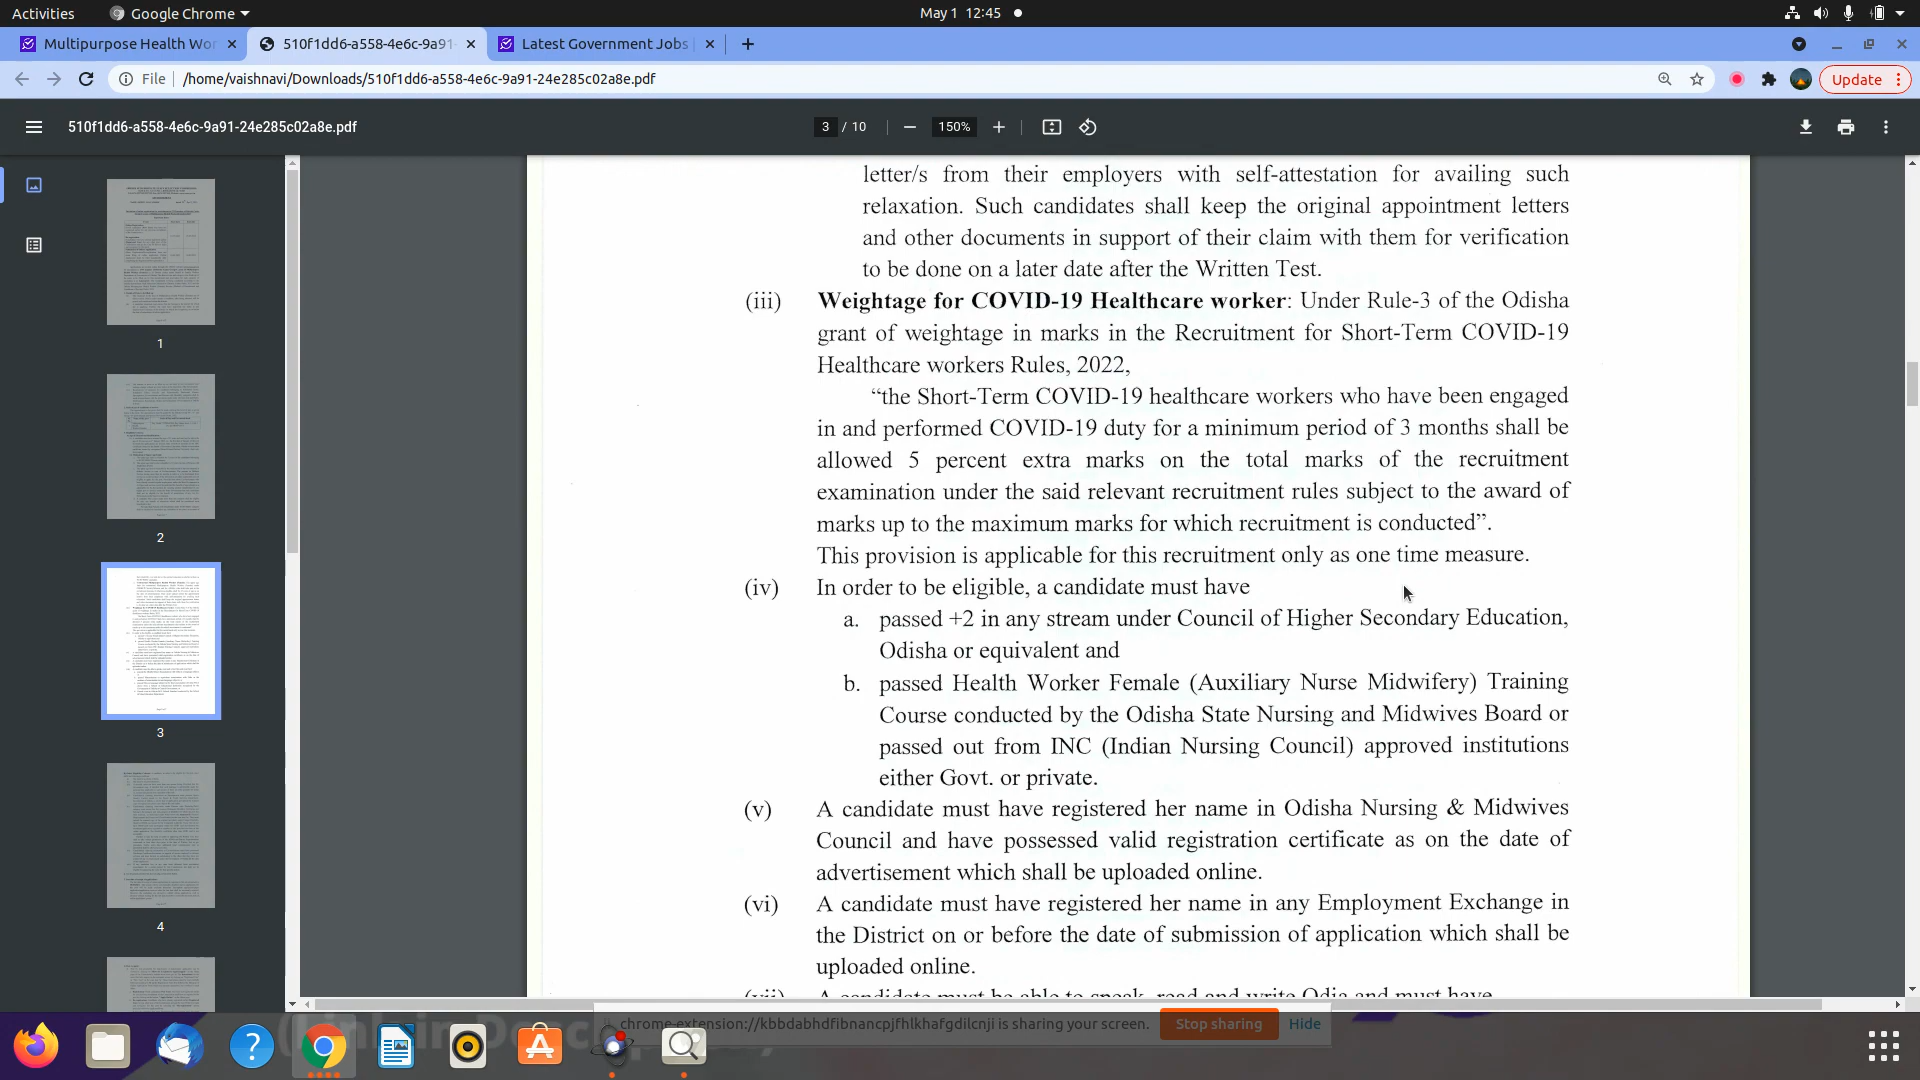 Activities
Google Chrome
May 1 12:45
Multipurpose Health Wor
510f1dd6-a558-4e6c-9a91-
Latest Government Jobs
File
/home/vaishnavi/Downloads/510f1dd6-a558-4e6c-9a91-24e285c02a8e.pdf
Update
510f1dd6-a558-4e6c-9a91-24e285c02a8e.pdf
3 / 10
150%
1
2
3
4
letter/s from their employers with self-attestation for availing such
relaxation. Such candidates shall keep the original appointment letters
and other documents in support of their claim with them for verification
to be done on a later date after the Written Test.
(iii) Weightage for COVID-19 Healthcare worker: Under Rule-3 of the Odisha
grant of weightage in marks in the Recruitment for Short-Term COVID-19
Healthcare workers Rules, 2022,
“the Short-Term COVID-19 healthcare workers who have been engaged
in and performed COVID-19 duty for a minimum period of 3 months shall be
allowed 5 percent extra marks on the total marks of the recruitment
examination under the said relevant recruitment rules subject to the award of
marks up to the maximum marks for which recruitment is conducted”.
This provision is applicable for this recruitment only as one time measure.
(iv) In order to be eligible, a candidate must have
a. passed +2 in any stream under Council of Higher Secondary Education,
Odisha or equivalent and
b. passed Health Worker Female (Auxiliary Nurse Midwifery) Training
Course conducted by the Odisha State Nursing and Midwives Board or
passed out from INC (Indian Nursing Council) approved institutions
either Govt. or private.
(v) A candidate must have registered her name in Odisha Nursing & Midwives
Council and have possessed valid registration certificate as on the date of
advertisement which shall be uploaded online.
(vi) A candidate must have registered her name in any Employment Exchange in
the District on or before the date of submission of application which shall be
uploaded online.
(vii) A candidate must be able to speak, read and write Odia and must have
chrome-extension://kbbdabhdfibnancpjfhlkhafgdilcnji is sharing your screen.
Stop sharing
Hide